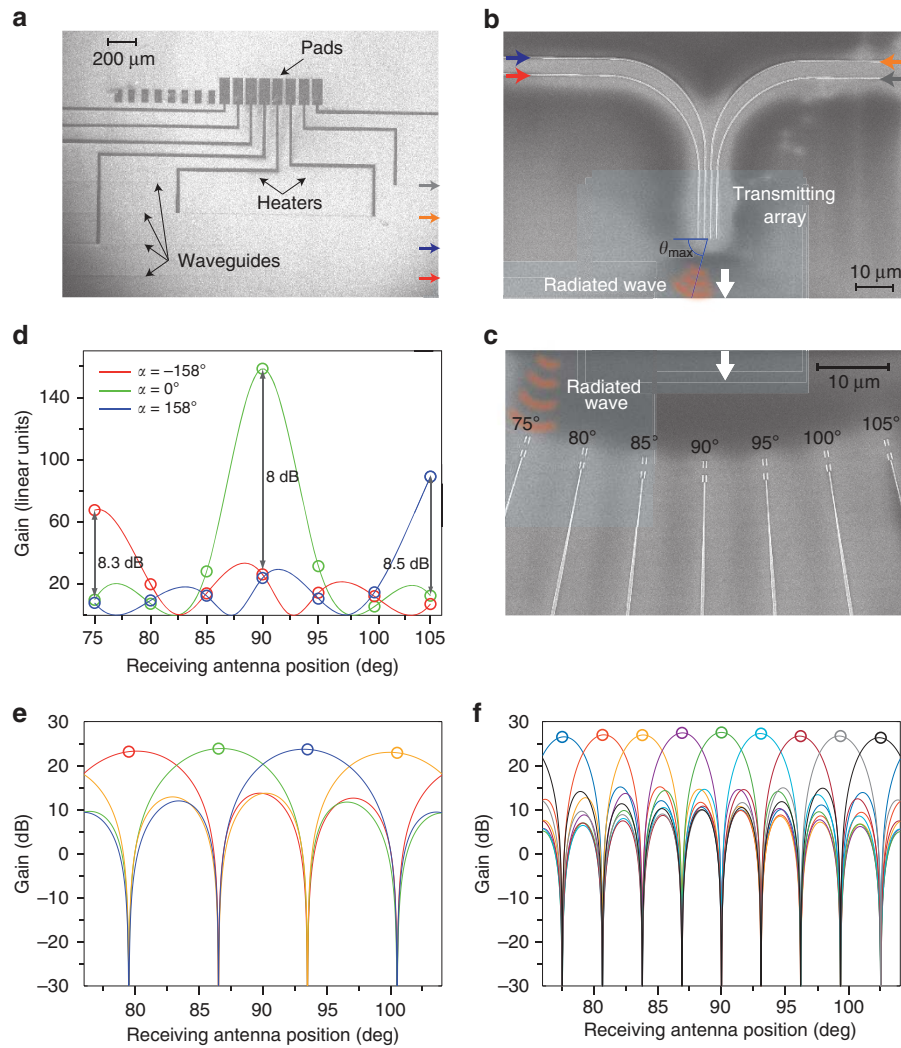 a
200 μm
Pads
Heaters
Waveguides
b
Transmitting
array
θmax
Radiated wave
10 μm
d
α = –158°
α = 0°
α = 158°
140
100
60
20
8.3 dB
8 dB
8.5 dB
75 80 85 90 95 100 105
Gain (linear units)
Receiving antenna position (deg)
c
Radiated
wave
10 μm
75° 80° 85° 90° 95° 100° 105°
e
30
20
10
0
–10
–20
–30
80 85 90 95 100
Gain (dB)
Receiving antenna position (deg)
f
30
20
10
0
–10
–20
–30
80 85 90 95 100
Gain (dB)
Receiving antenna position (deg)